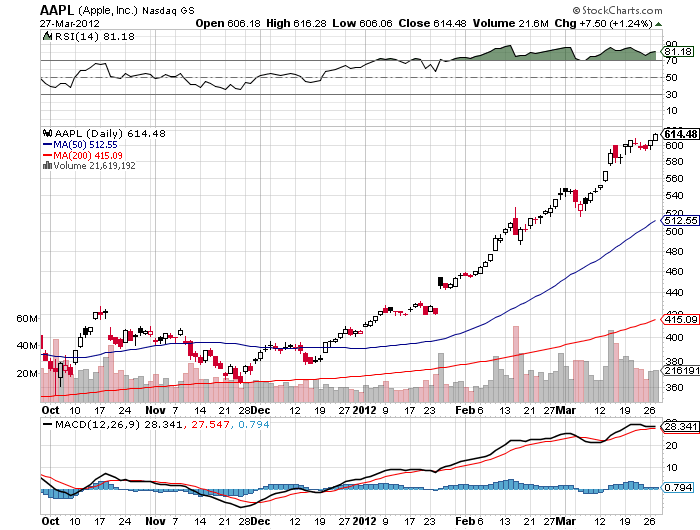 AAPL (Apple, Inc.) Nasdaq GS © StockCharts.com
27-Mar-2012 Open 606.18 High 616.28 Low 606.06 Close 614.48 Volume 21.6M Chg +7.50 (+1.24%)
RSI(14) 81.18
90
81.18
70
50
30
10
AAPL (Daily) 614.48
MA(50) 512.55
MA(200) 415.09
Volume 21,619,192
614.48
600
580
560
540
520
512.55
500
480
460
440
420
415.09
400
380
360
60M
40M
20M
21619192
Oct 10 17 24 Nov 7 14 21 Dec 12 19 27 2012 9 17 23 Feb 6 13 21 27 Mar 12 19 26
MACD(12,26,9) 28.341, 27.547, 0.794
28.341
20
10
0.794
Oct 10 17 24 Nov 7 14 21 Dec 12 19 27 2012 9 17 23 Feb 6 13 21 27 Mar 12 19 26